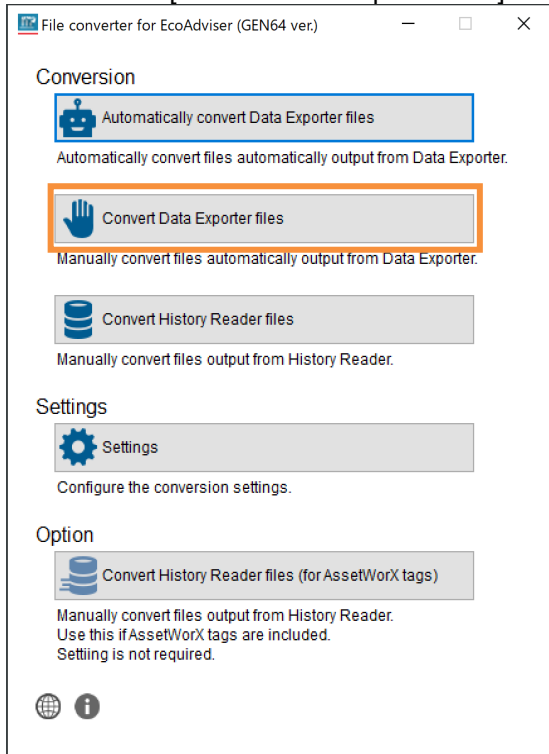 File converter for EcoAdviser (GEN64 ver.)
Conversion
Automatically convert Data Exporter files
Automatically convert files automatically output from Data Exporter.
Convert Data Exporter files
Manually convert files automatically output from Data Exporter.
Convert History Reader files
Manually convert files output from History Reader.
Settings
Settings
Configure the conversion settings.
Option
Convert History Reader files (for AssetWorX tags)
Manually convert files output from History Reader.
Use this if AssetWorX tags are included.
Settiing is not required.